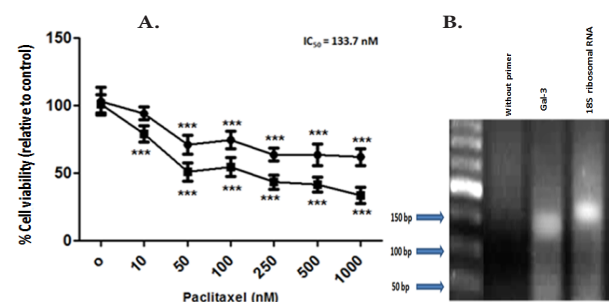 A.
IC50 = 133.7 nM
% Cell viability (relative to control)
150
100
50
0
*** *** *** *** ***
*** *** *** *** *** ***
o 10 50 100 250 500 1000
Paclitaxel (nM)
B.
Without primer
Gal-3
18S ribosomal RNA
150 bp
100 bp
50 bp